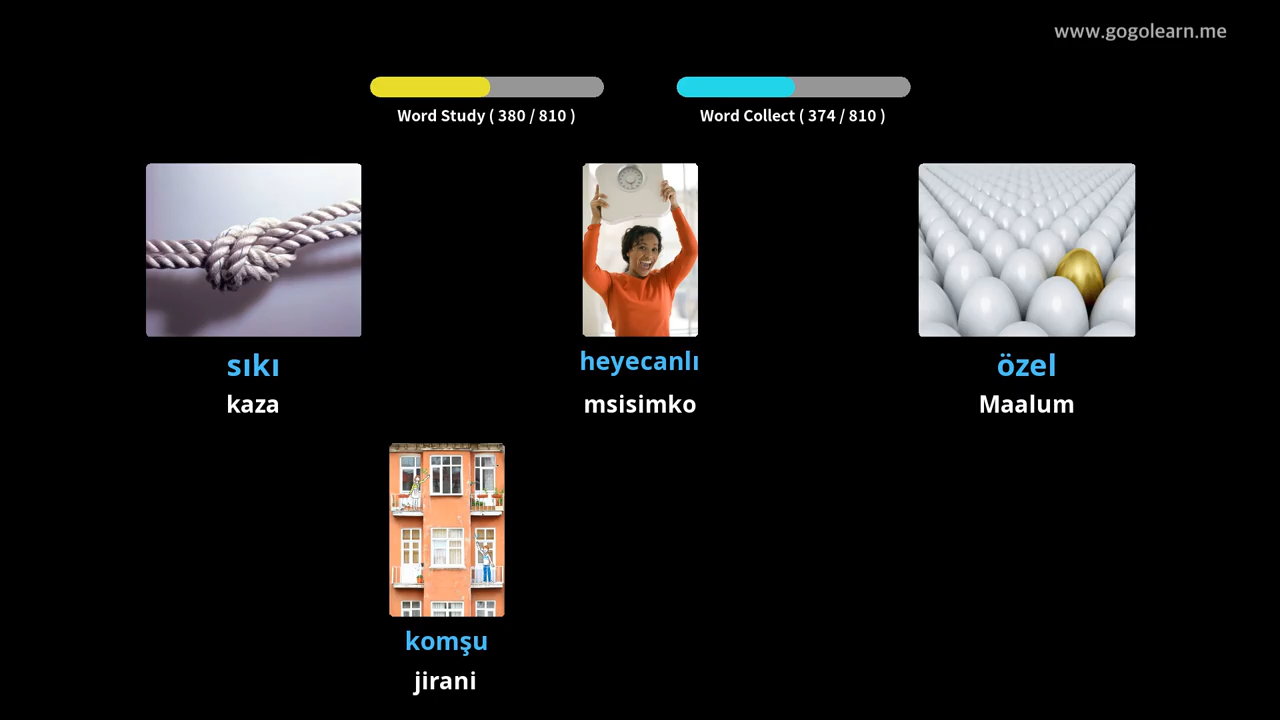 www.gogolearn.me
Word Study ( 380 / 810 )
Word Collect ( 374 / 810 )
sıkı
kaza
heyecanlı
msisimko
özel
Maalum
komşu
jirani